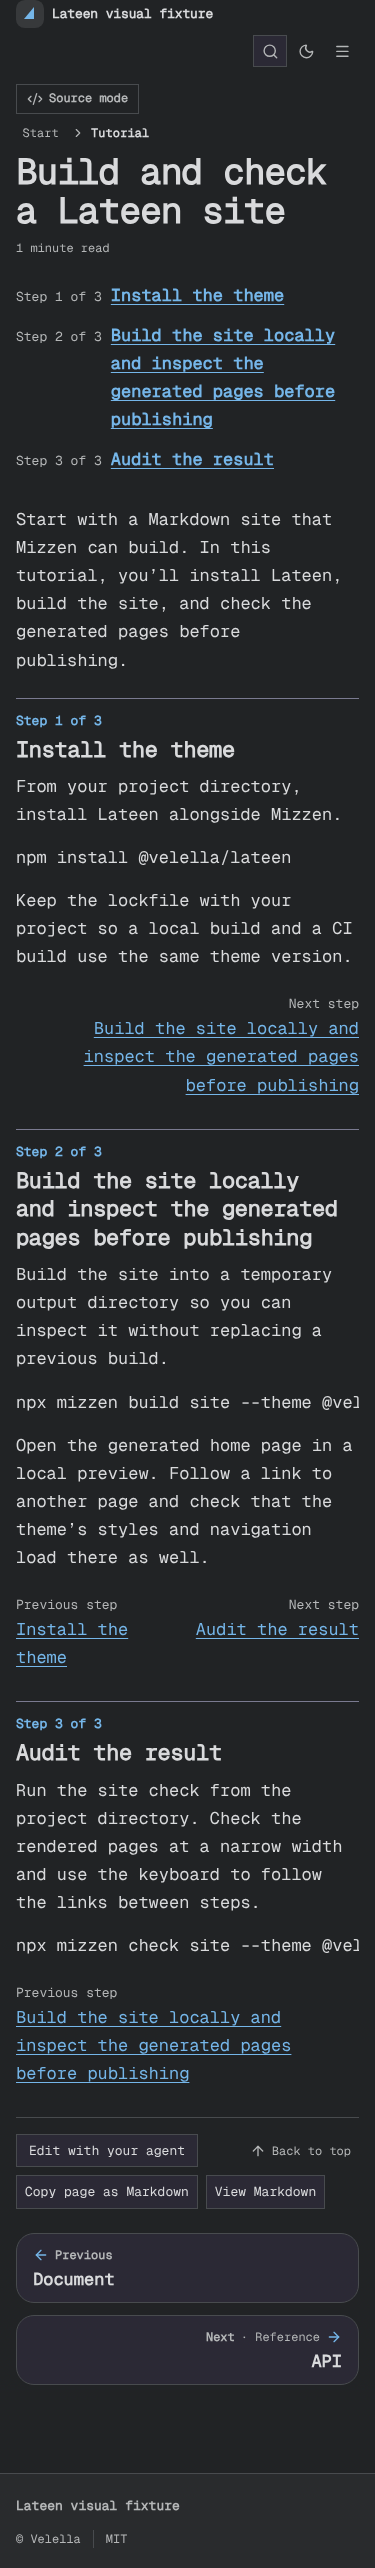 Lateen visual fixture
Source mode
Start > Tutorial
Build and check
a Lateen site
1 minute read
Step 1 of 3 Install the theme
Step 2 of 3 Build the site locally
and inspect the
generated pages before
publishing
Step 3 of 3 Audit the result
Start with a Markdown site that
Mizzen can build. In this
tutorial, you’ll install Lateen,
build the site, and check the
generated pages before
publishing.
Step 1 of 3
Install the theme
From your project directory,
install Lateen alongside Mizzen.
npm install @velella/lateen
Keep the lockfile with your
project so a local build and a CI
build use the same theme version.
Next step
Build the site locally and
inspect the generated pages
before publishing
Step 2 of 3
Build the site locally
and inspect the generated
pages before publishing
Build the site into a temporary
output directory so you can
inspect it without replacing a
previous build.
npx mizzen build site --theme @vel
Open the generated home page in a
local preview. Follow a link to
another page and check that the
theme’s styles and navigation
load there as well.
Previous step Next step
Install the Audit the result
theme
Step 3 of 3
Audit the result
Run the site check from the
project directory. Check the
rendered pages at a narrow width
and use the keyboard to follow
the links between steps.
npx mizzen check site --theme @vel
Previous step
Build the site locally and
inspect the generated pages
before publishing
Edit with your agent ↑ Back to top
Copy page as Markdown View Markdown
← Previous
Document
Next · Reference →
API
Lateen visual fixture
© Velella MIT